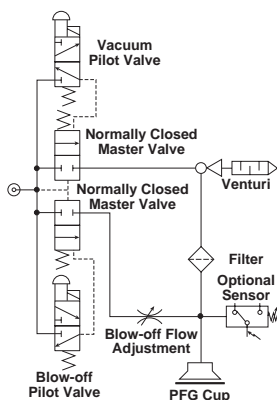 Vacuum
Pilot Valve
Normally Closed
Master Valve
Venturi
Normally Closed
Master Valve
Filter
Optional
Sensor
Blow-off Flow
Adjustment
Blow-off
Pilot Valve
PFG Cup